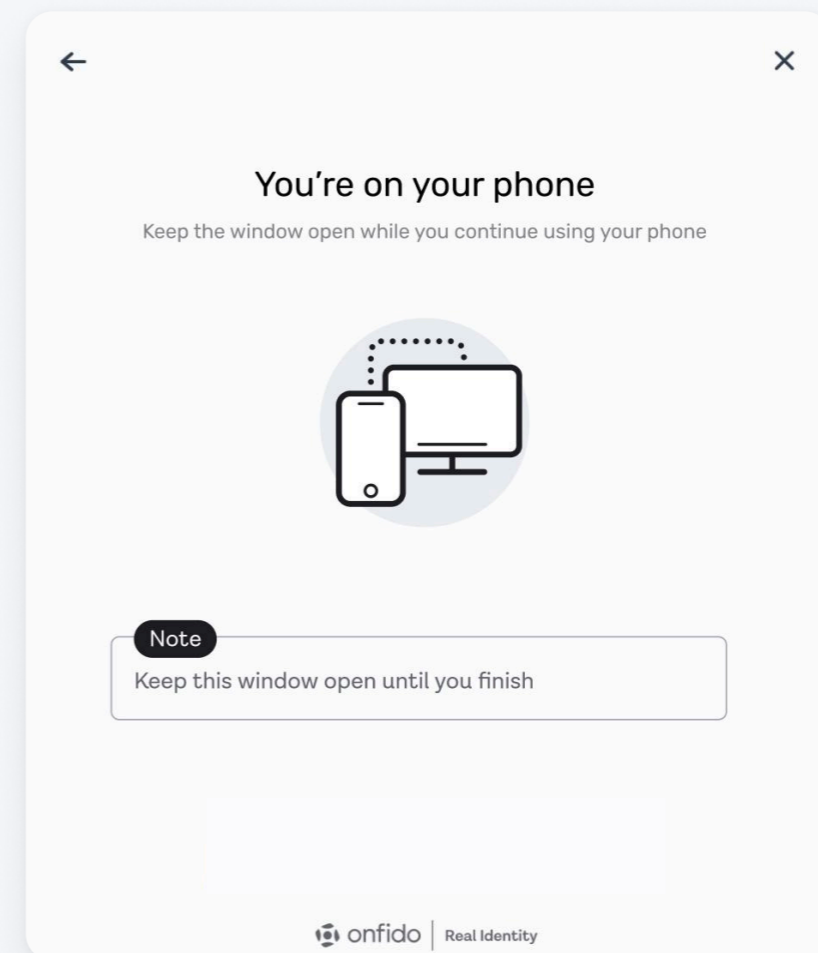 You're on your phone
Keep the window open while you continue using your phone
Note
Keep this window open until you finish
onfido | Real Identity